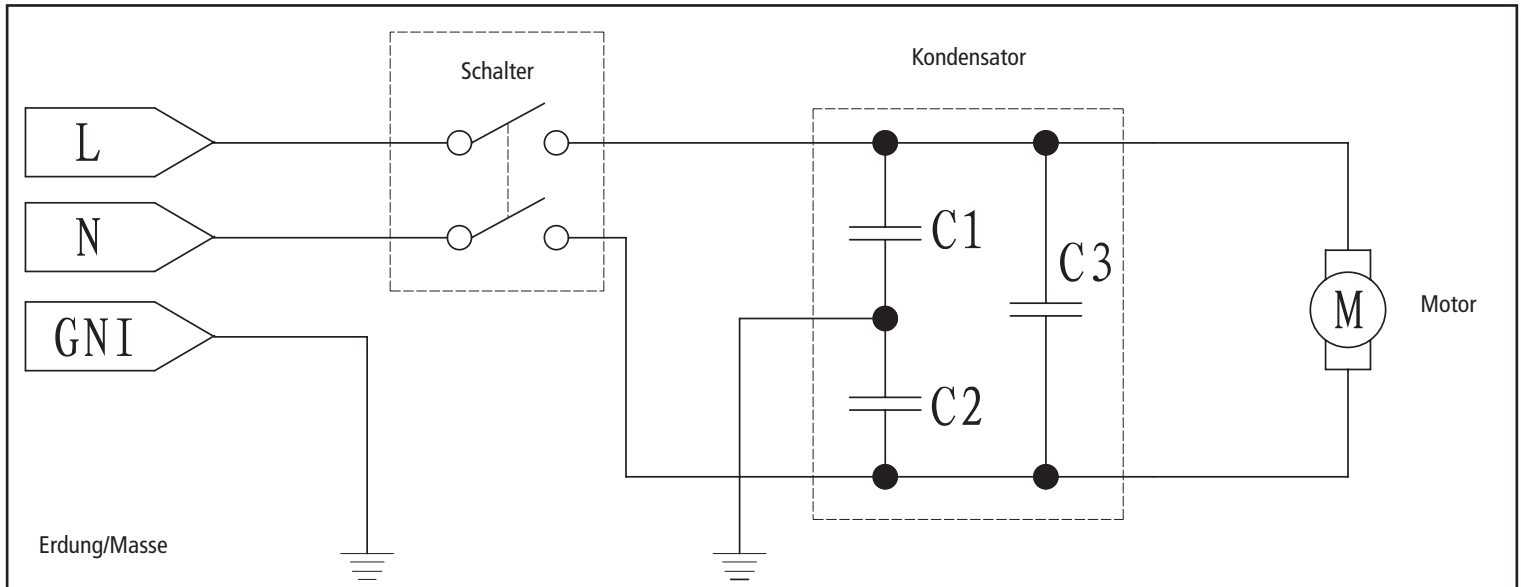 Schalter
Kondensator
L
N
GNI
C1
C2
C3
M
Motor
Erdung/Masse